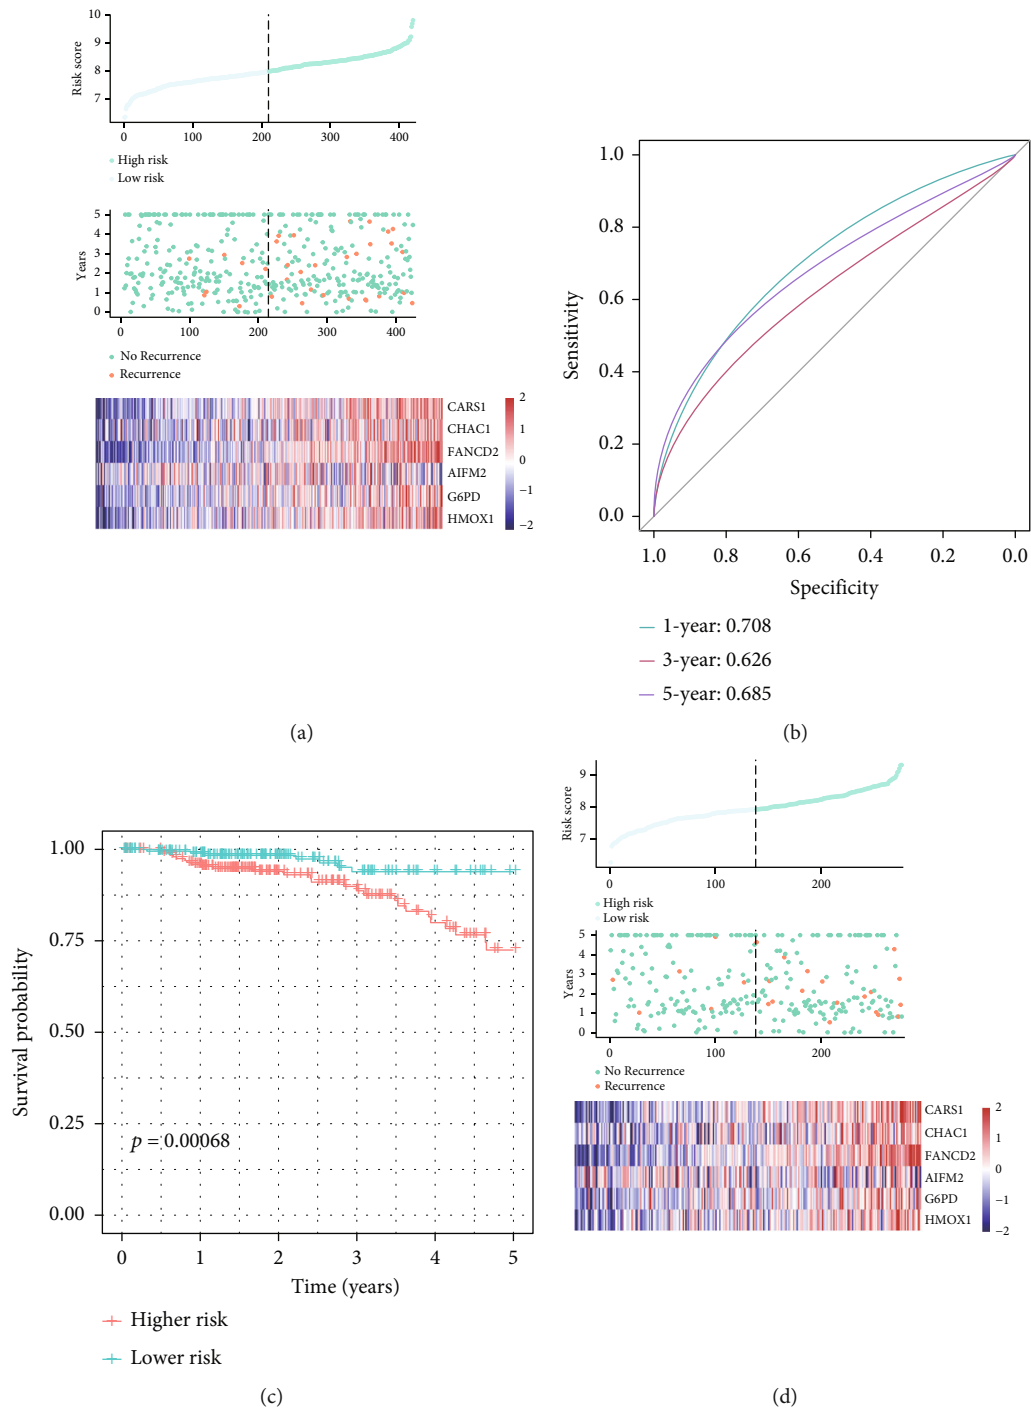 10
9
8
7
Risk score
0 100 200 300 400
High risk
Low risk
5
4
3
2
1
0
Years
0 100 200 300 400
No Recurrence
Recurrence
CARS1
CHAC1
FANCD2
AIFM2
G6PD
HMOX1
2
1
0
−1
−2
(a)
1.0
0.8
0.6
0.4
0.2
0.0
Sensitivity
1.0 0.8 0.6 0.4 0.2 0.0
Specificity
1-year: 0.708
3-year: 0.626
5-year: 0.685
(b)
1.00
0.75
0.50
0.25
0.00
Survival probability
p = 0.00068
0 1 2 3 4 5
Time (years)
Higher risk
Lower risk
(c)
9
8
7
Risk score
0 100 200
High risk
Low risk
5
4
3
2
1
0
Years
0 100 200
No Recurrence
Recurrence
CARS1
CHAC1
FANCD2
AIFM2
G6PD
HMOX1
2
1
0
−1
−2
(d)